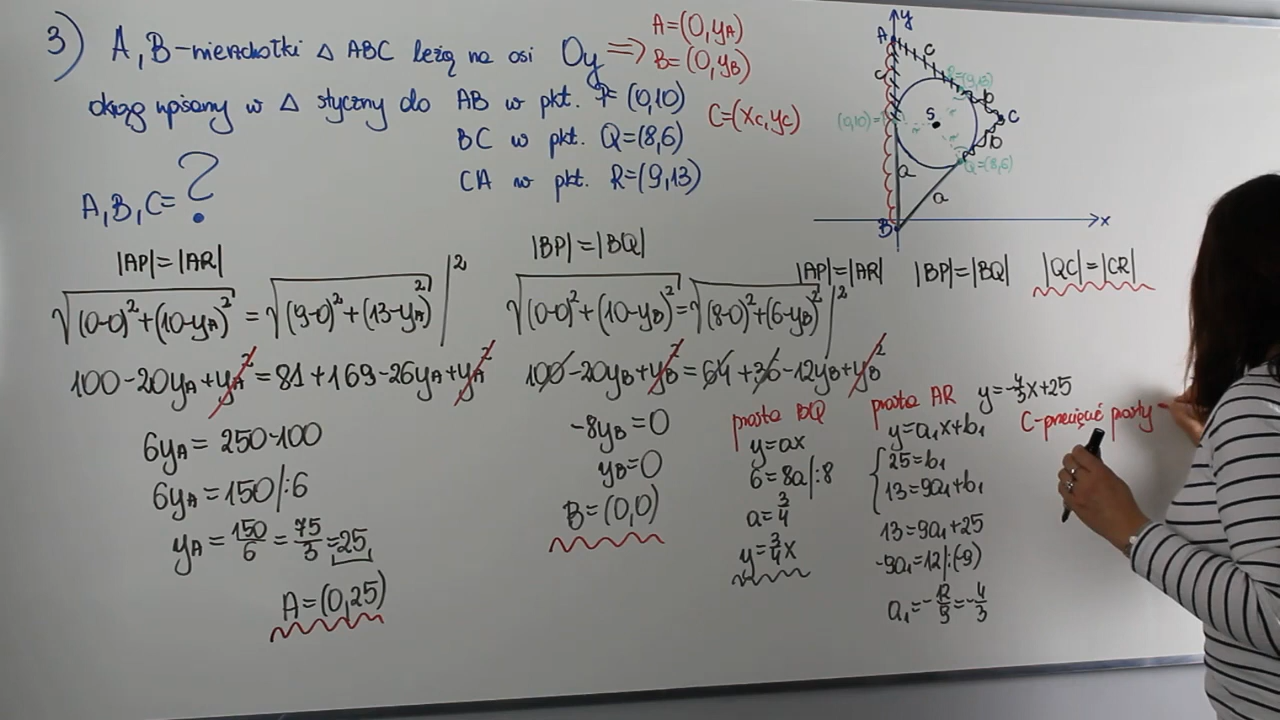 3) A, B-wierzchołki △ ABC leżą na osi Oy ⇒ A=(0,yA)
B=(0,yB)
okrąg wpisany w △ styczny do AB w pkt. P=(0,10) C=(xc,yc)
BC w pkt. Q=(8,6)
CA w pkt. R=(9,13)
A,B,C=?
y
A
c
c
R=(9,13)
b
(0,10)
S
C
b
a
Q=(8,6)
a
B
x
|AP|=|AR|
√(0-0)²+(10-yA)² = √(9-0)²+(13-yA)² |²
100-20yA+yA²=81+169-26yA+yA²
6yA=250-100
6yA=150/:6
yA=150/6=75/3=25
A=(0,25)
|BP|=|BQ|
√(0-0)²+(10-yB)²=√(8-0)²+(6-yB)² |²
100-20yB+yB²=64+36-12yB+yB²
-8yB=0
yB=0
B=(0,0)
|AP|=|AR| |BP|=|BQ| |QC|=|CR|
prosta BQ
y=ax
6=8a/:8
a=3/4
y=3/4x
prosta AR y=-4/3x+25
y=a₁x+b₁
25=b₁
13=9a₁+b₁
13=9a₁+25
-9a₁=12/:(-9)
a₁=-12/9=-4/3
C-przecięcie prosty